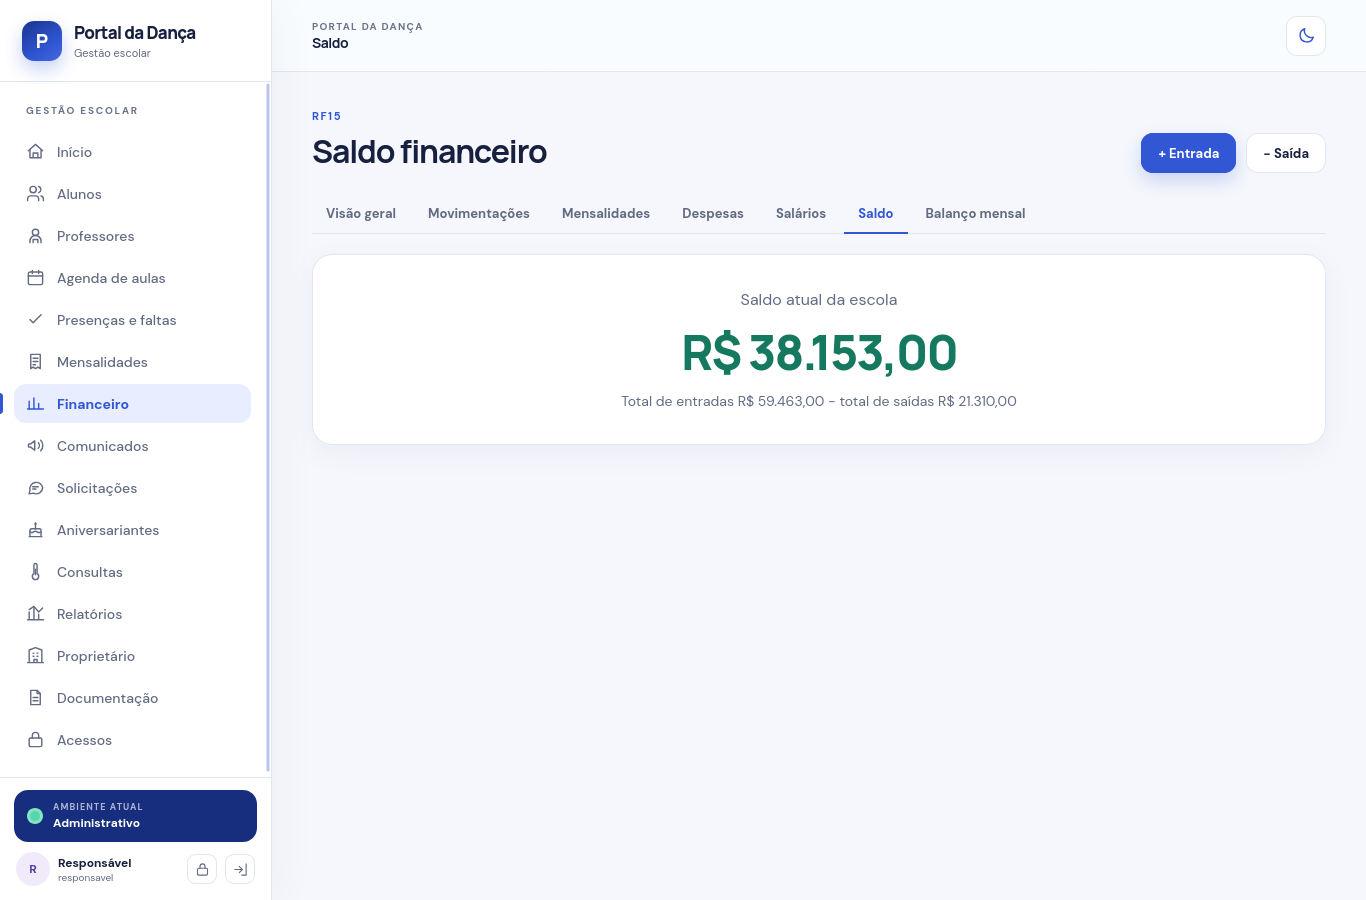 P
Portal da Dança
Gestão escolar
GESTÃO ESCOLAR
Início
Alunos
Professores
Agenda de aulas
Presenças e faltas
Mensalidades
Financeiro
Comunicados
Solicitações
Aniversariantes
Consultas
Relatórios
Proprietário
Documentação
Acessos
AMBIENTE ATUAL
Administrativo
R
Responsável
responsavel
PORTAL DA DANÇA
Saldo
RF15
Saldo financeiro
+ Entrada
− Saída
Visão geral Movimentações Mensalidades Despesas Salários Saldo Balanço mensal
Saldo atual da escola
R$ 38.153,00
Total de entradas R$ 59.463,00 − total de saídas R$ 21.310,00